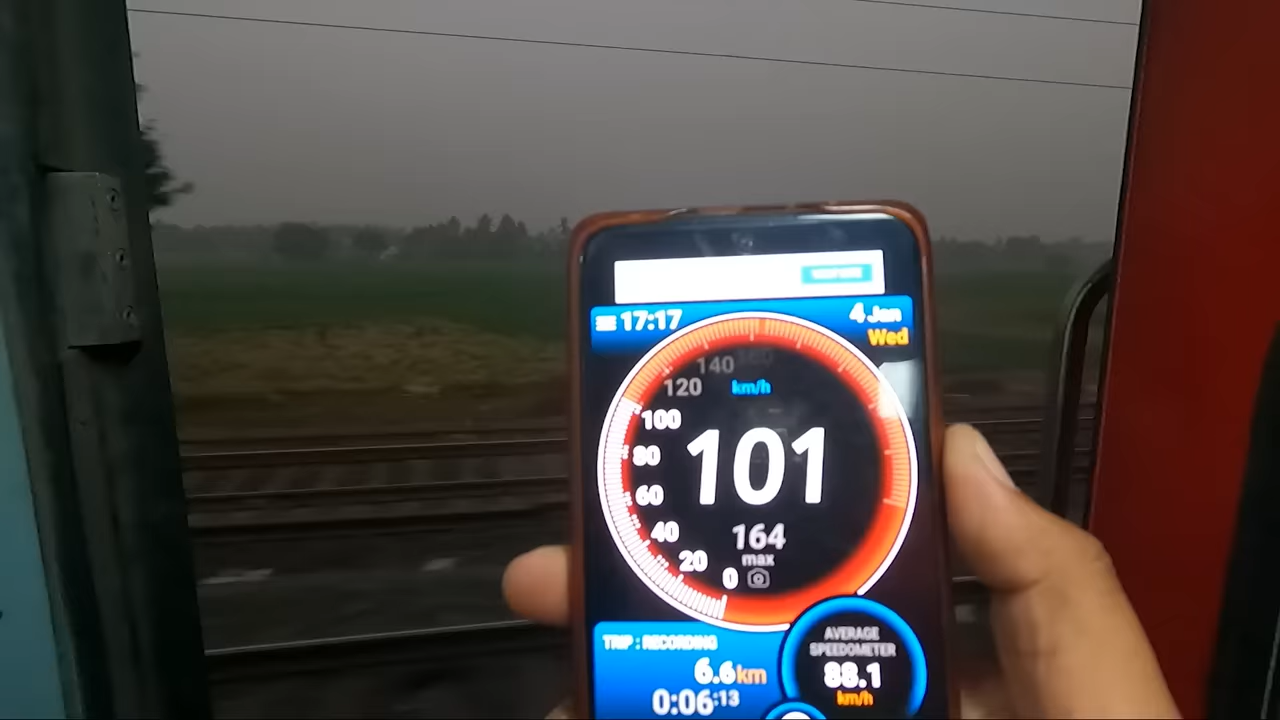 17:17
4 Jan
Wed
140 160
120
km/h
100
80
60
40
20
0
101
164
max
TRIP : RECORDING
6.6km
0:06:13
AVERAGE
SPEEDOMETER
88.1
km/h